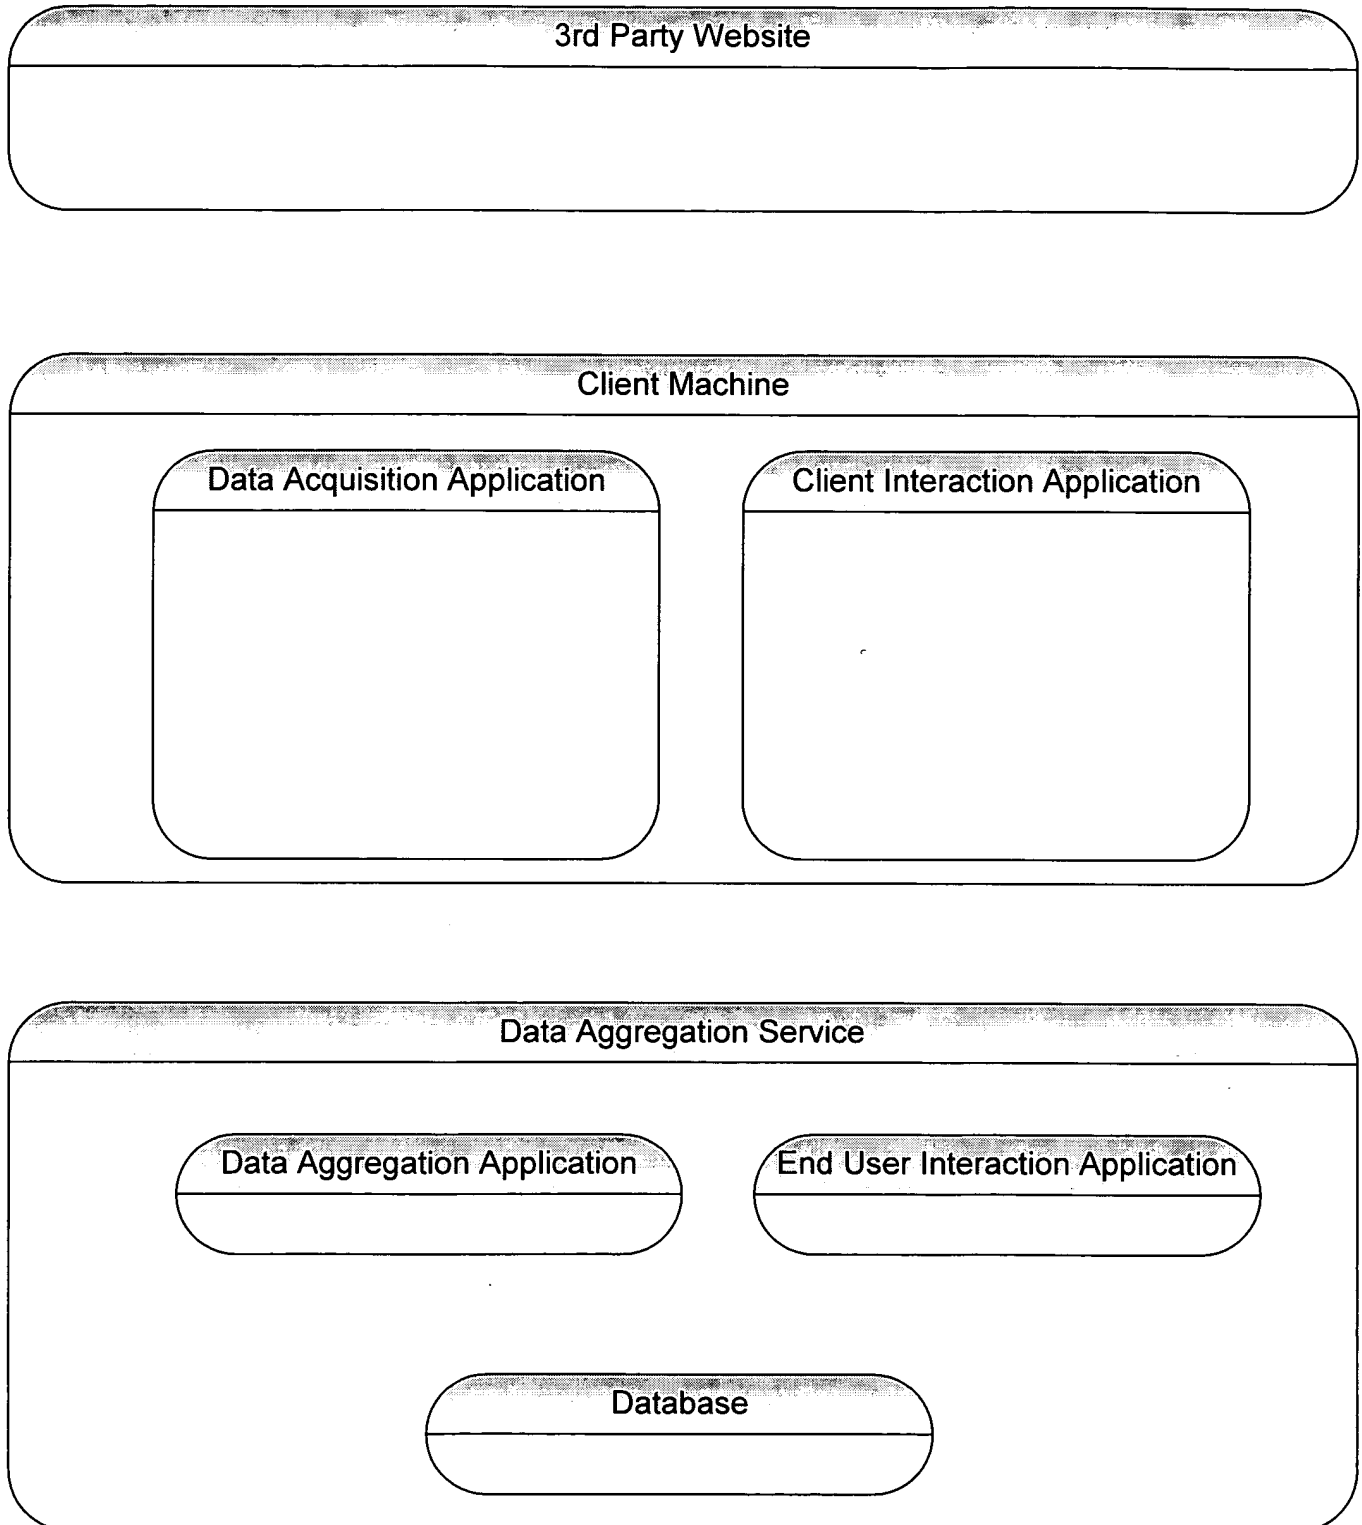 3rd Party Website
Client Machine
Data Acquisition Application
Client Interaction Application
Data Aggregation Service
Data Aggregation Application
End User Interaction Application
Database